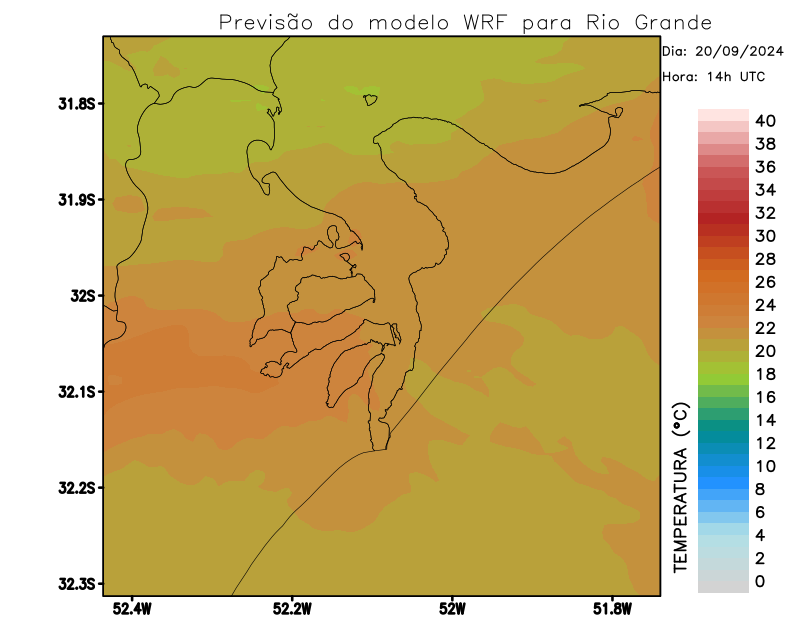 Previsão do modelo WRF para Rio Grande
Dia: 20/09/2024
Hora: 14h UTC
31.8S
31.9S
32S
32.1S
32.2S
32.3S
52.4W
52.2W
52W
51.8W
TEMPERATURA (°C)
40
38
36
34
32
30
28
26
24
22
20
18
16
14
12
10
8
6
4
2
0